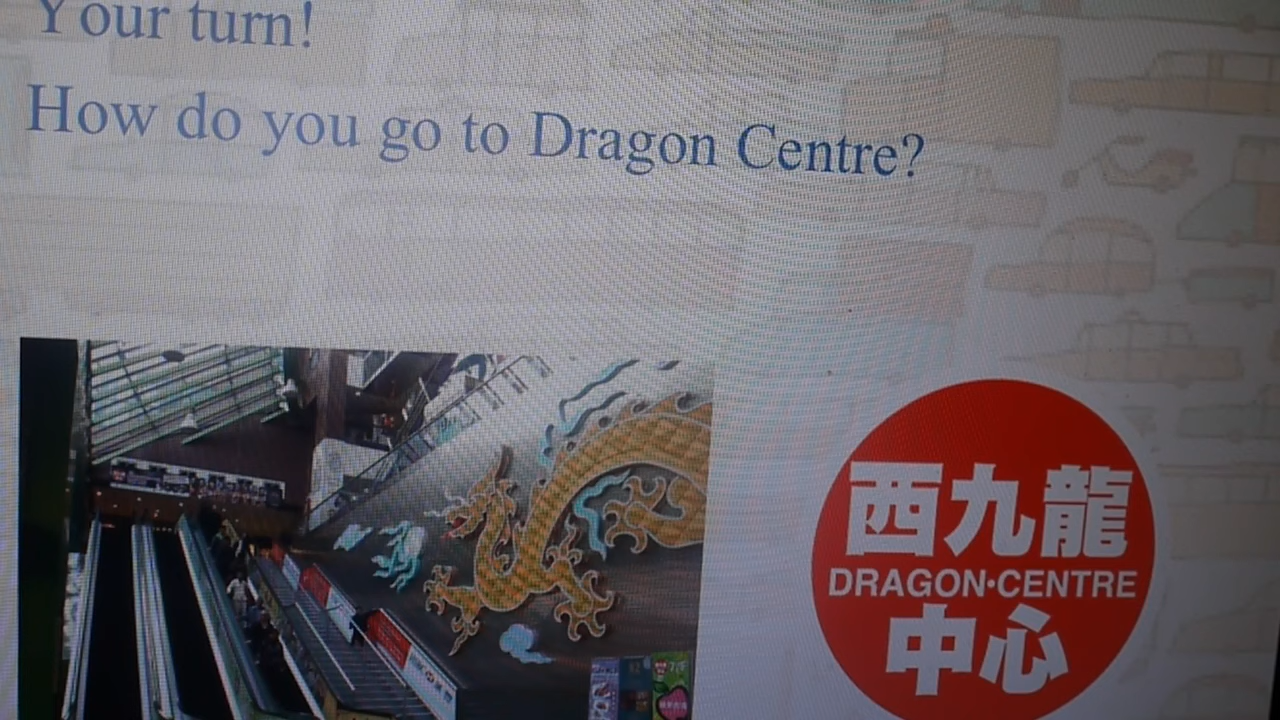 Your turn!
How do you go to Dragon Centre?
西九龍
DRAGON·CENTRE
中心